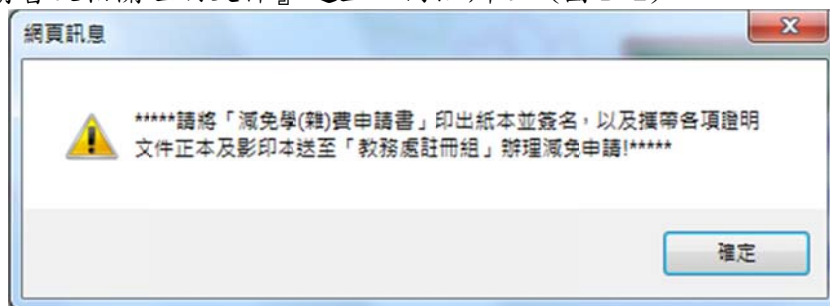 網頁訊息
*****請將「減免學(雜)費申請書」印出紙本並簽名，以及攜帶各項證明
文件正本及影印本送至「教務處註冊組」辦理減免申請!*****
確定